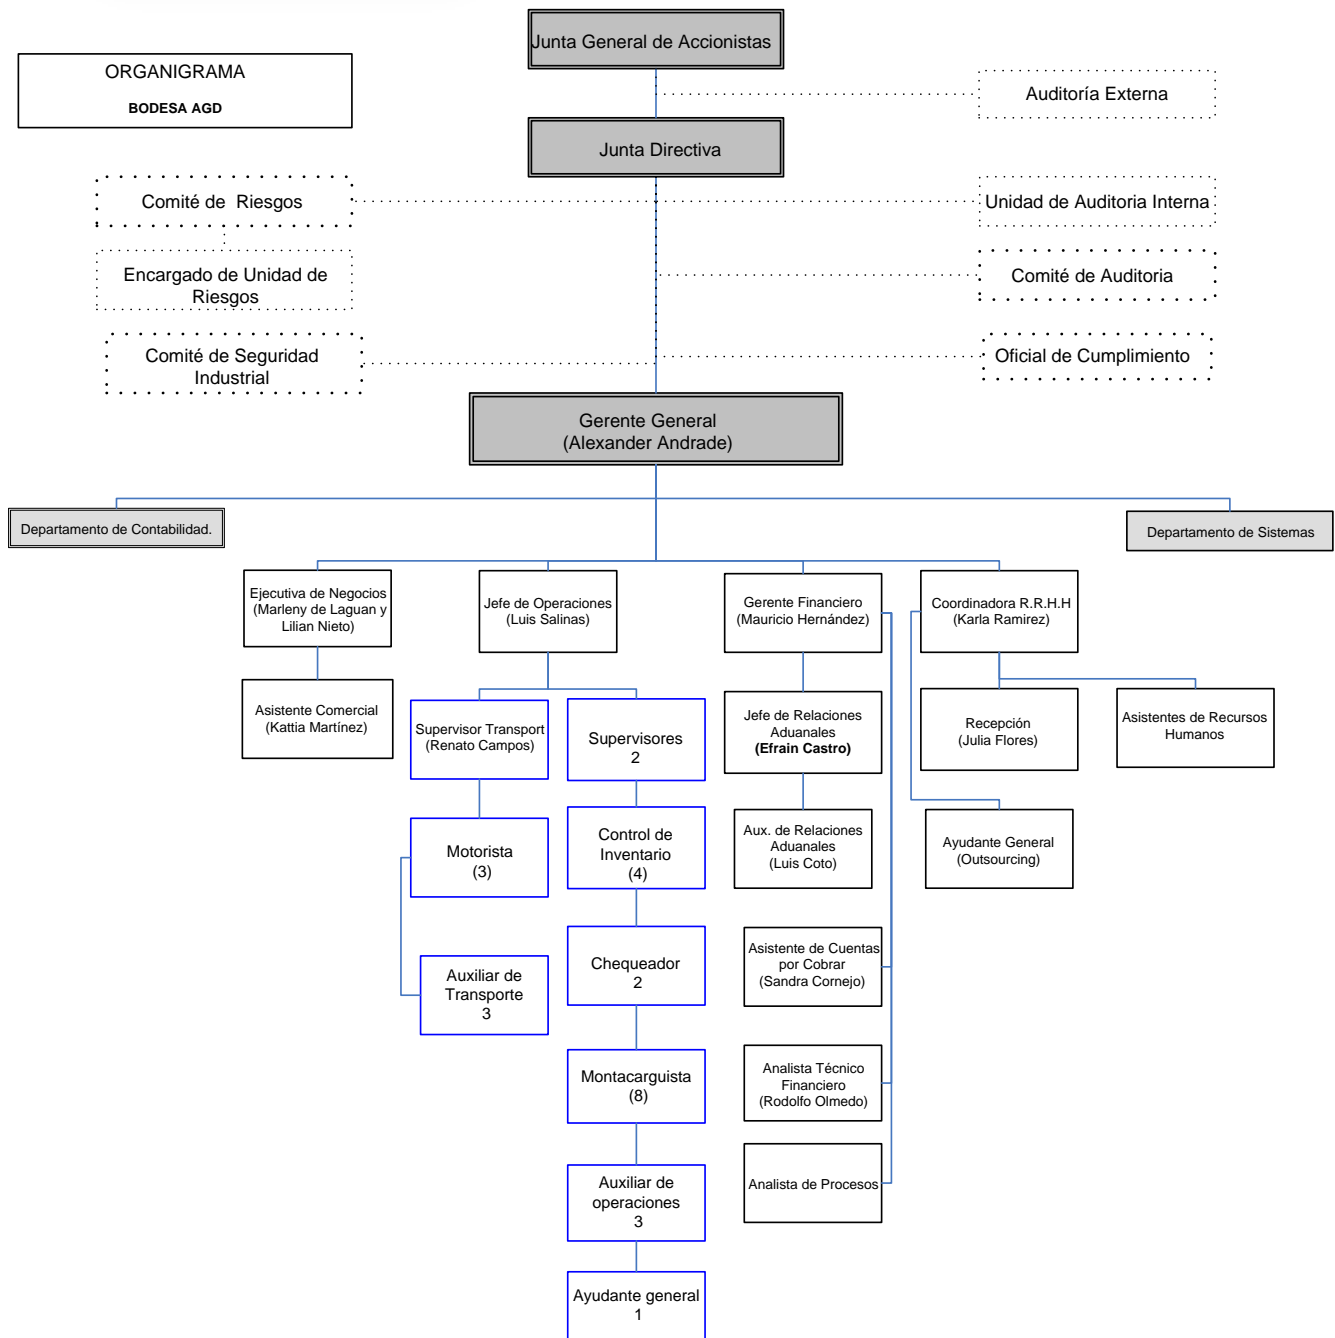 Junta General de Accionistas
ORGANIGRAMA
BODESA AGD
Auditoría Externa
Junta Directiva
Comité de Riesgos
Unidad de Auditoria Interna
Encargado de Unidad de
Riesgos
Comité de Auditoria
Comité de Seguridad
Industrial
Oficial de Cumplimiento
Gerente General
(Alexander Andrade)
Departamento de Contabilidad.
Departamento de Sistemas
Ejecutiva de Negocios
(Marleny de Laguan y
Lilian Nieto)
Jefe de Operaciones
(Luis Salinas)
Gerente Financiero
(Mauricio Hernández)
Coordinadora R.R.H.H
(Karla Ramirez)
Asistente Comercial
(Kattia Martínez)
Supervisor Transport
(Renato Campos)
Supervisores
2
Jefe de Relaciones
Aduanales
(Efrain Castro)
Recepción
(Julia Flores)
Asistentes de Recursos
Humanos
Motorista
(3)
Control de
Inventario
(4)
Aux. de Relaciones
Aduanales
(Luis Coto)
Ayudante General
(Outsourcing)
Auxiliar de
Transporte
3
Chequeador
2
Asistente de Cuentas
por Cobrar
(Sandra Cornejo)
Montacarguista
(8)
Analista Técnico
Financiero
(Rodolfo Olmedo)
Auxiliar de
operaciones
3
Analista de Procesos
Ayudante general
1